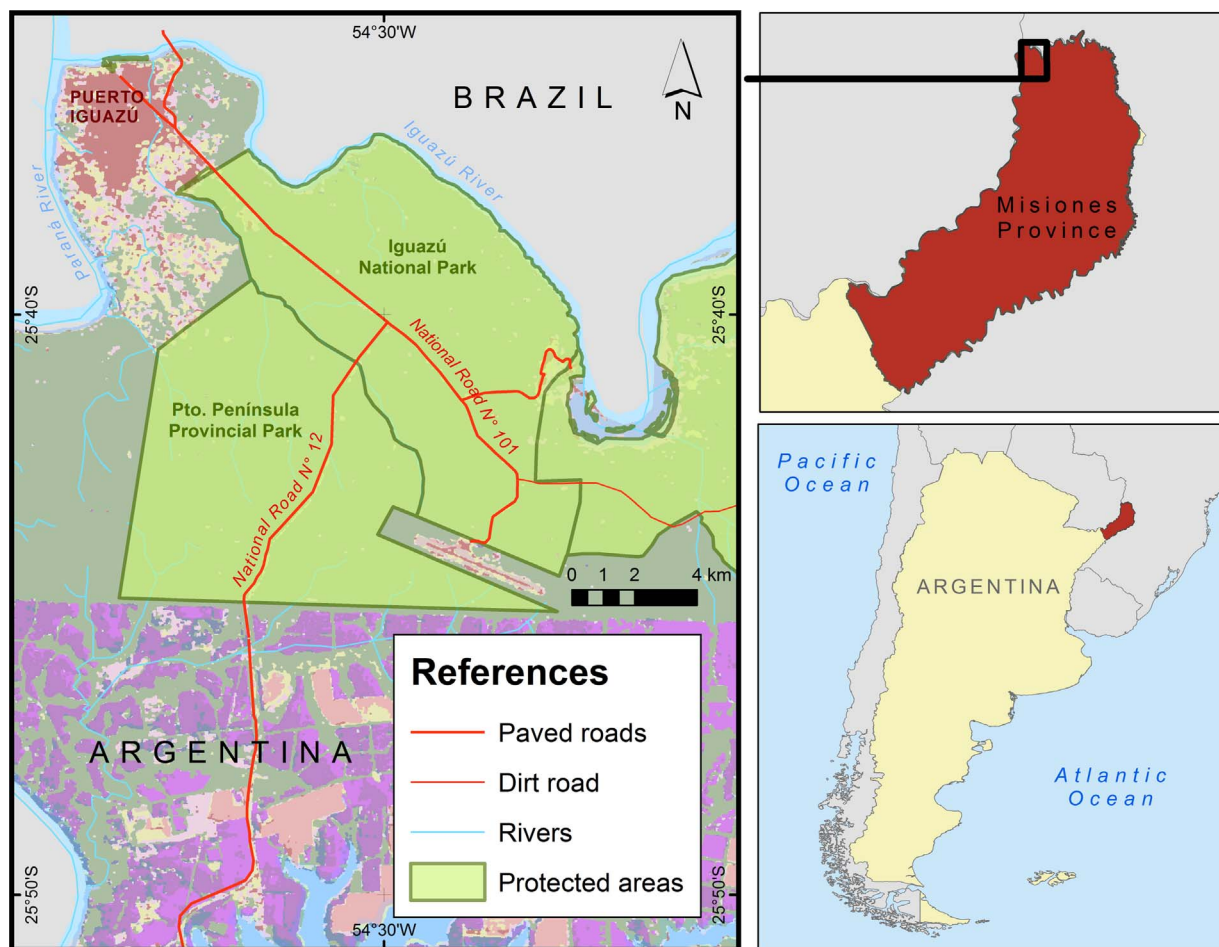 54°30'W
BRAZIL
N
PUERTO
IGUAZÚ
Iguazú River
Paraná River
Iguazú
National Park
25°40'S
25°40'S
National Road N° 101
Pto. Península
Provincial Park
National Road N° 12
0 1 2 4 km
References
Paved roads
Dirt road
Rivers
Protected areas
ARGENTINA
25°50'S
25°50'S
54°30'W
Misiones
Province
Pacific
Ocean
ARGENTINA
Atlantic
Ocean